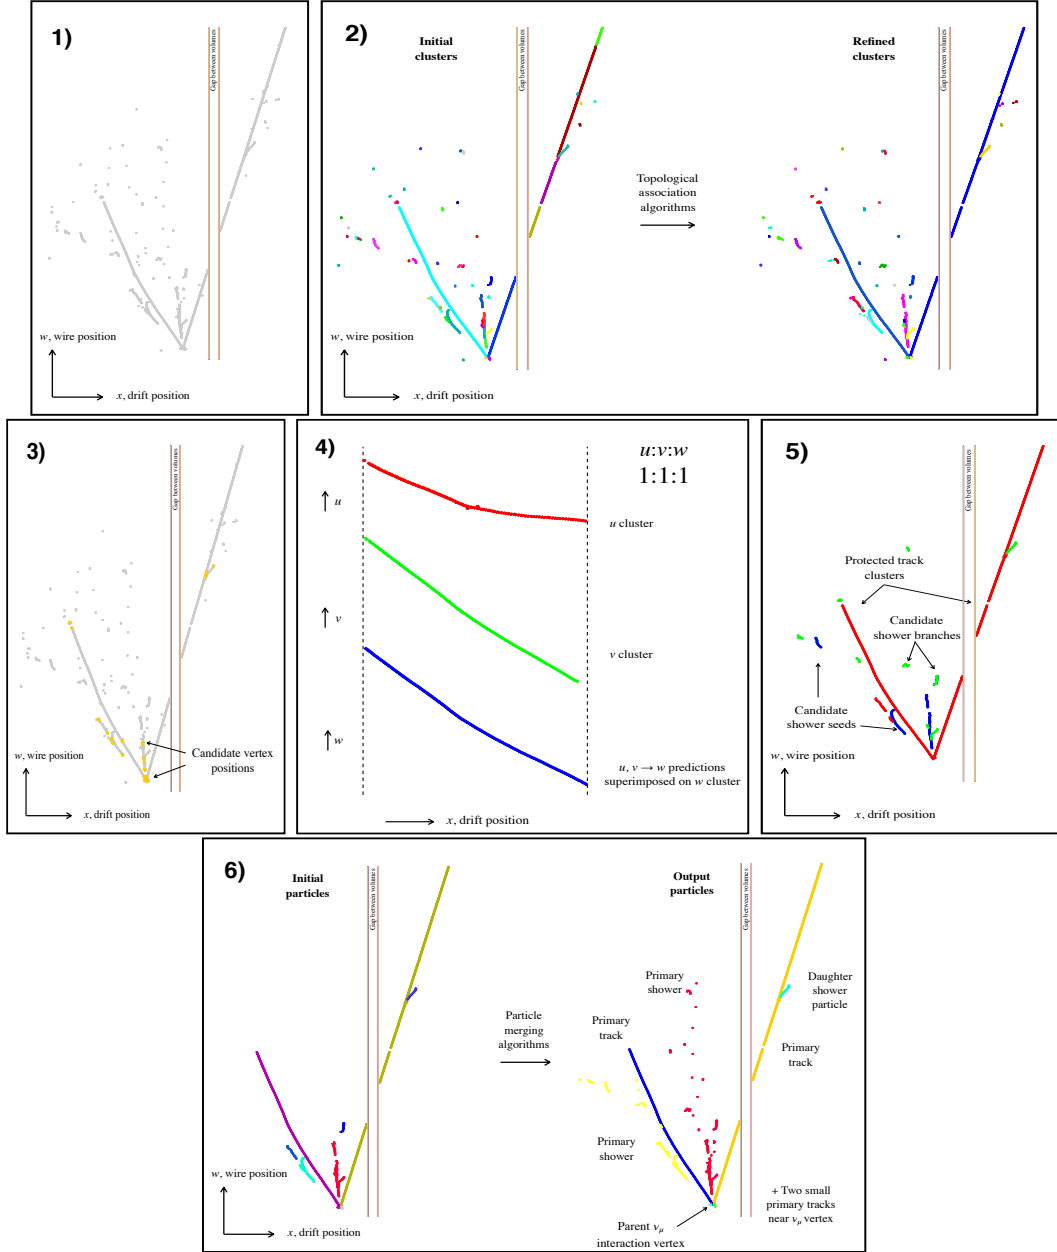 1)
Gap between volumes
w, wire position
x, drift position
2)
Initial
clusters
Gap between volumes
Topological
association
algorithms
Refined
clusters
Gap between volumes
w, wire position
x, drift position
3)
Gap between volumes
Candidate vertex
positions
w, wire position
x, drift position
4)
u:v:w
1:1:1
u
u cluster
v
v cluster
w
u, v → w predictions
superimposed on w cluster
x, drift position
5)
Gap between volumes
Protected track
clusters
Candidate
shower branches
Candidate
shower seeds
w, wire position
x, drift position
6)
Initial
particles
Gap between volumes
Particle
merging
algorithms
Output
particles
Gap between volumes
Primary
shower
Primary
track
Daughter
shower
particle
Primary
track
Primary
shower
w, wire position
x, drift position
Parent νμ
interaction vertex
+ Two small
primary tracks
near νμ vertex